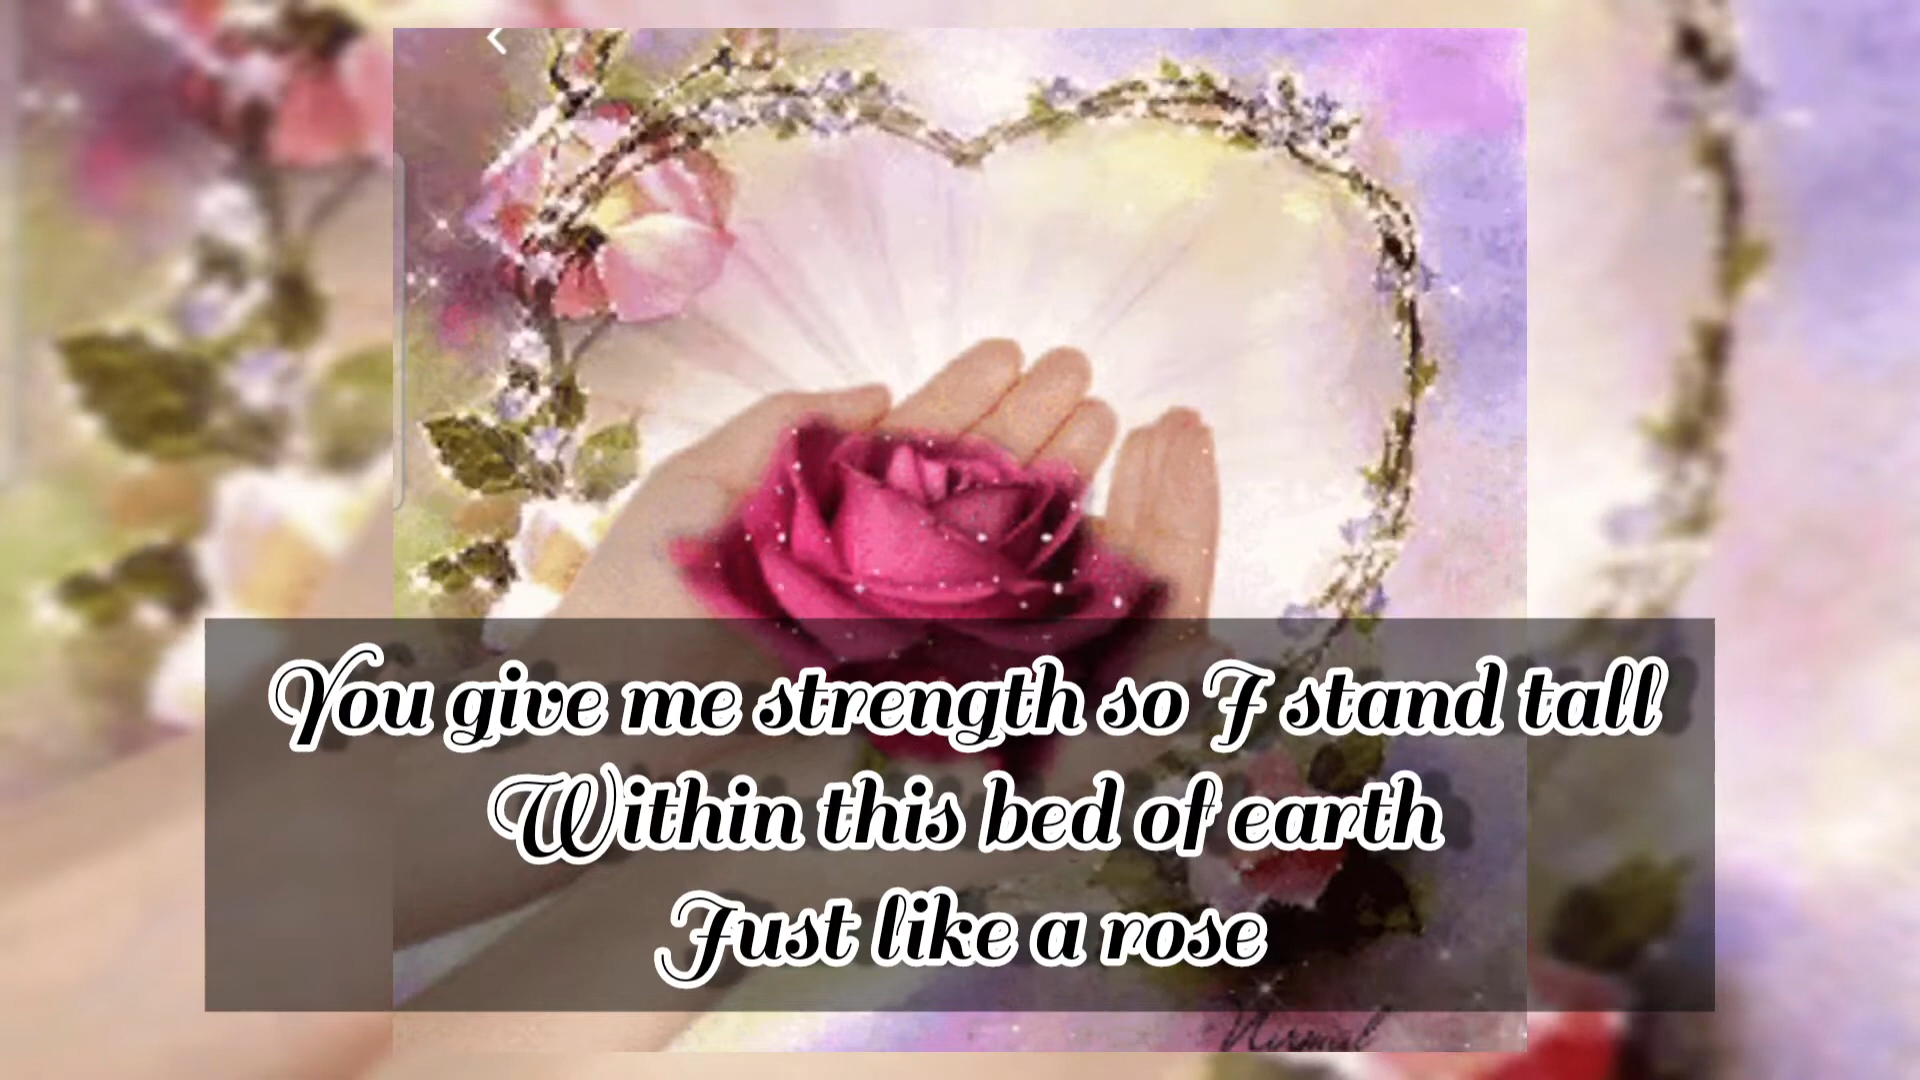 You give me strength so I stand tall
Within this bed of earth
Just like a rose
Nirmal